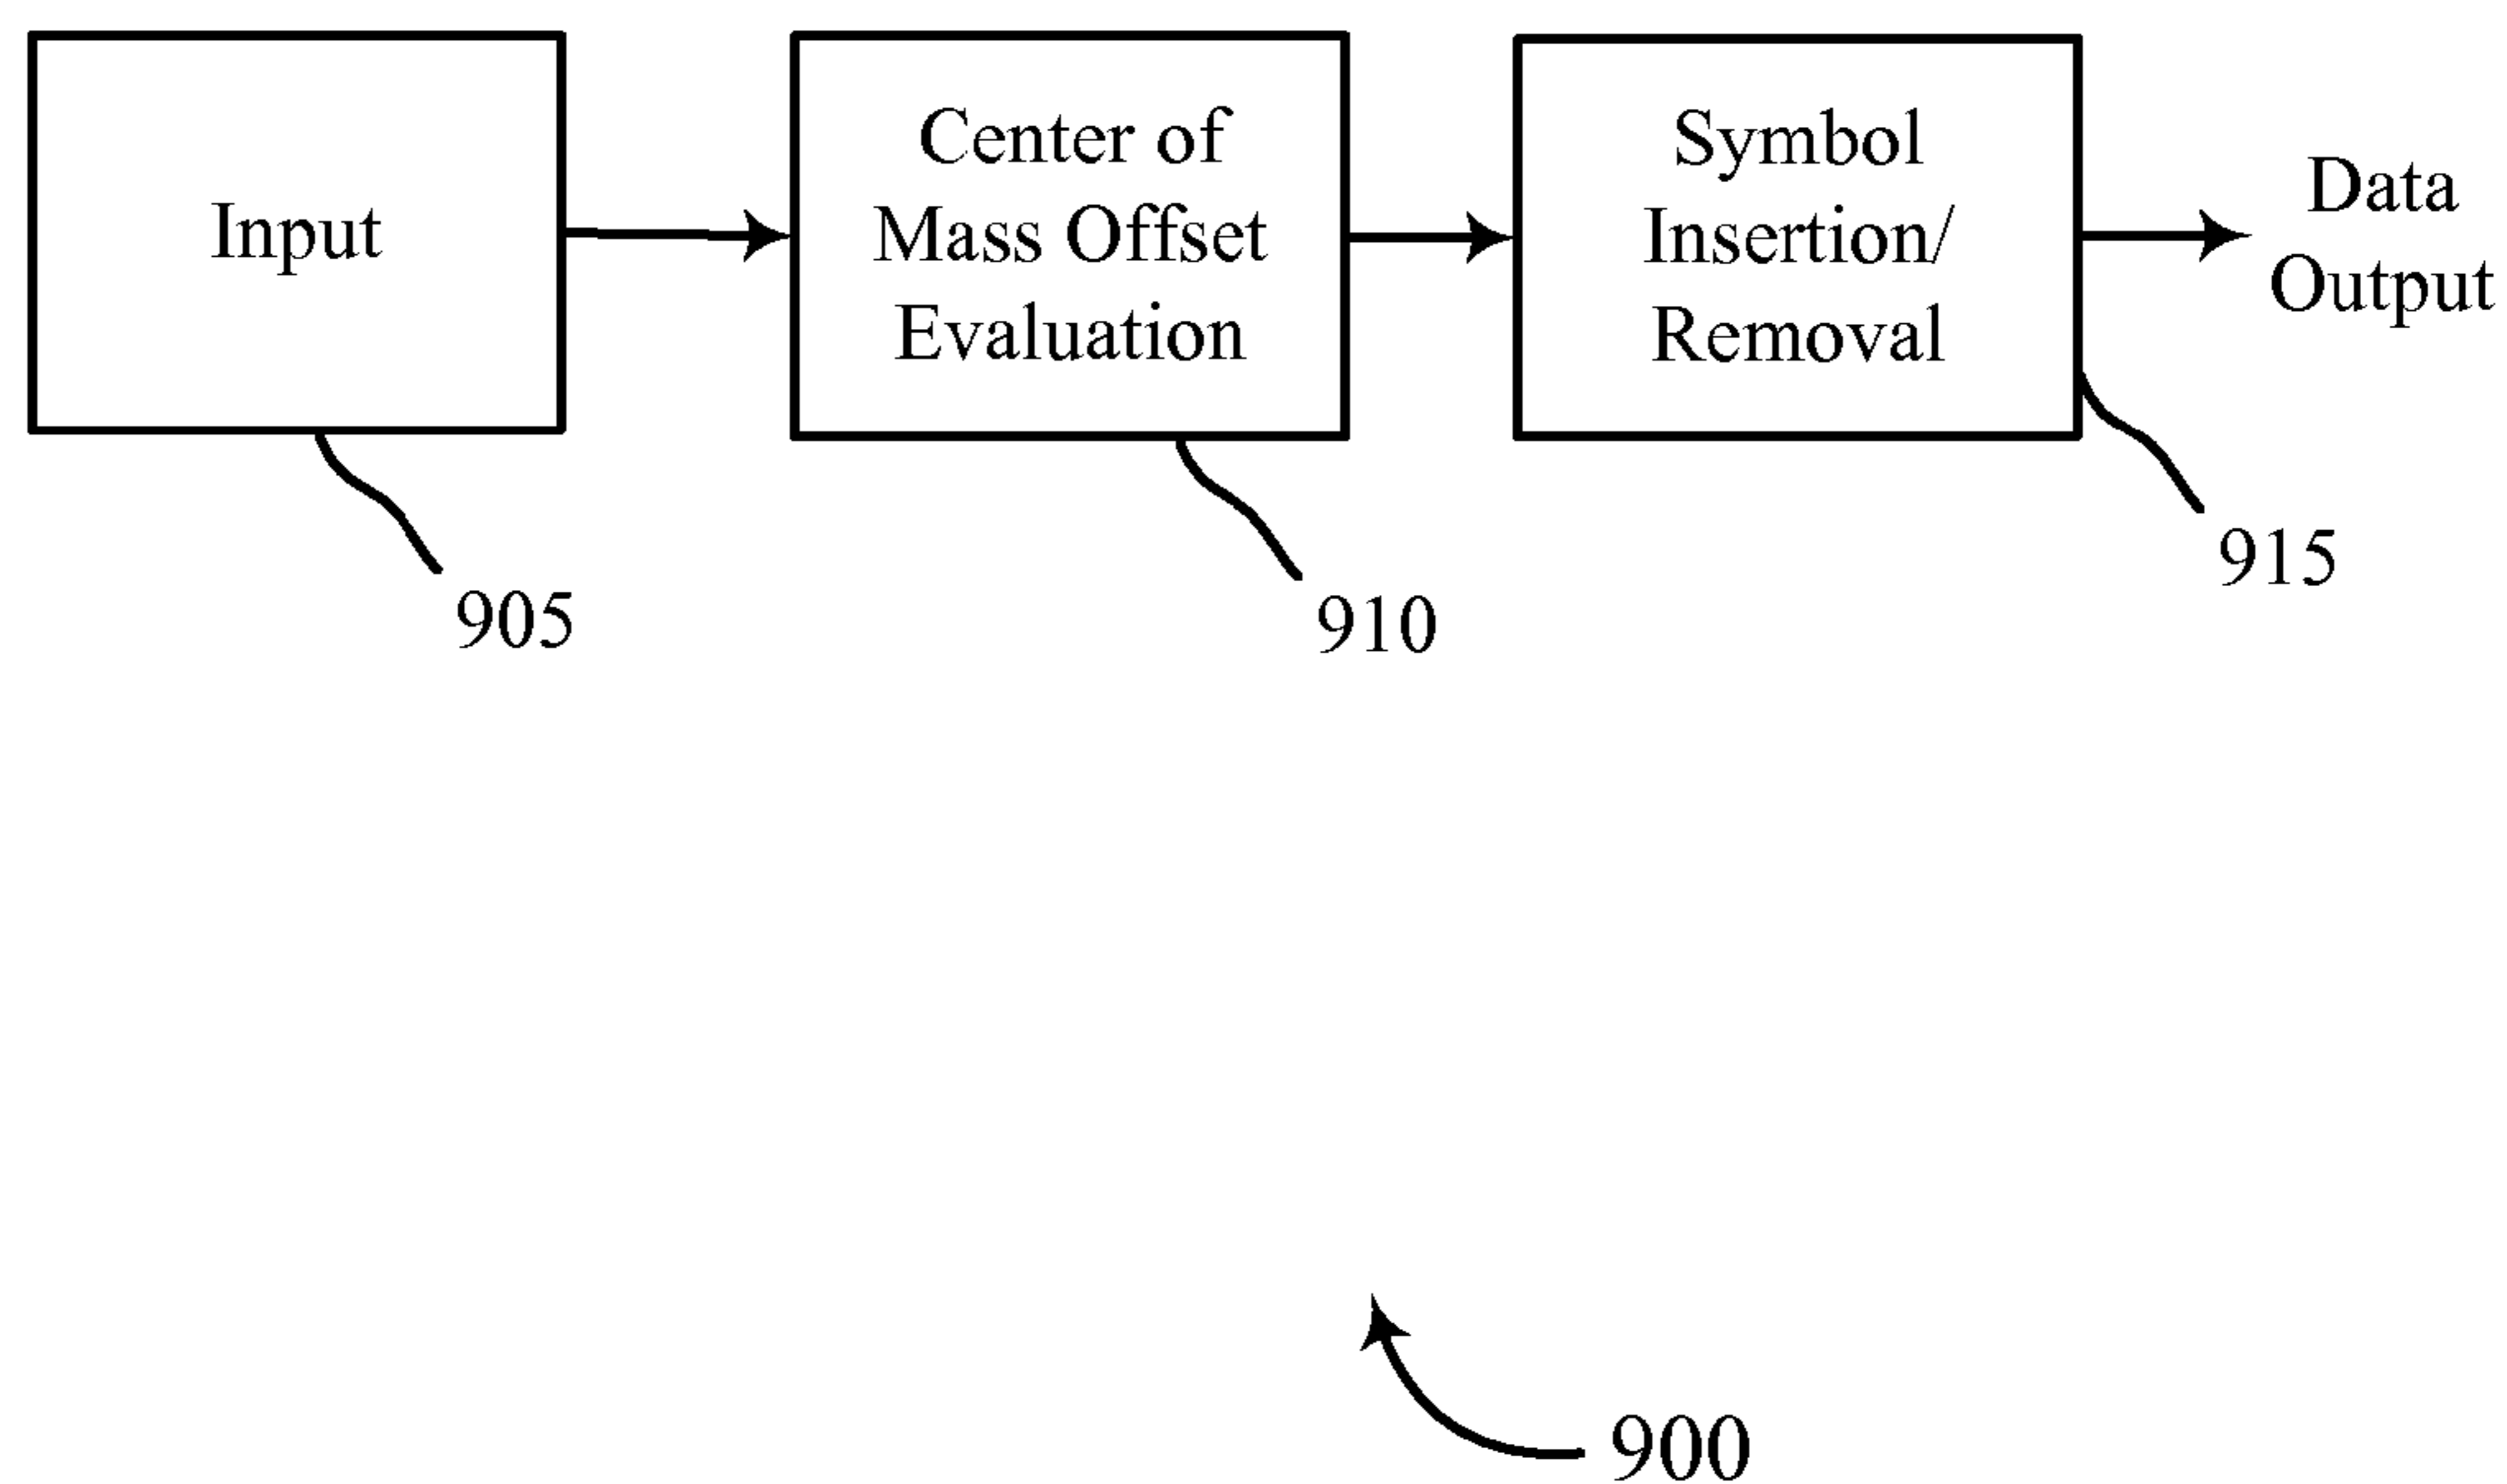 Input
Center of
Mass Offset
Evaluation
Symbol
Insertion/
Removal
Data
Output
905
910
915
900